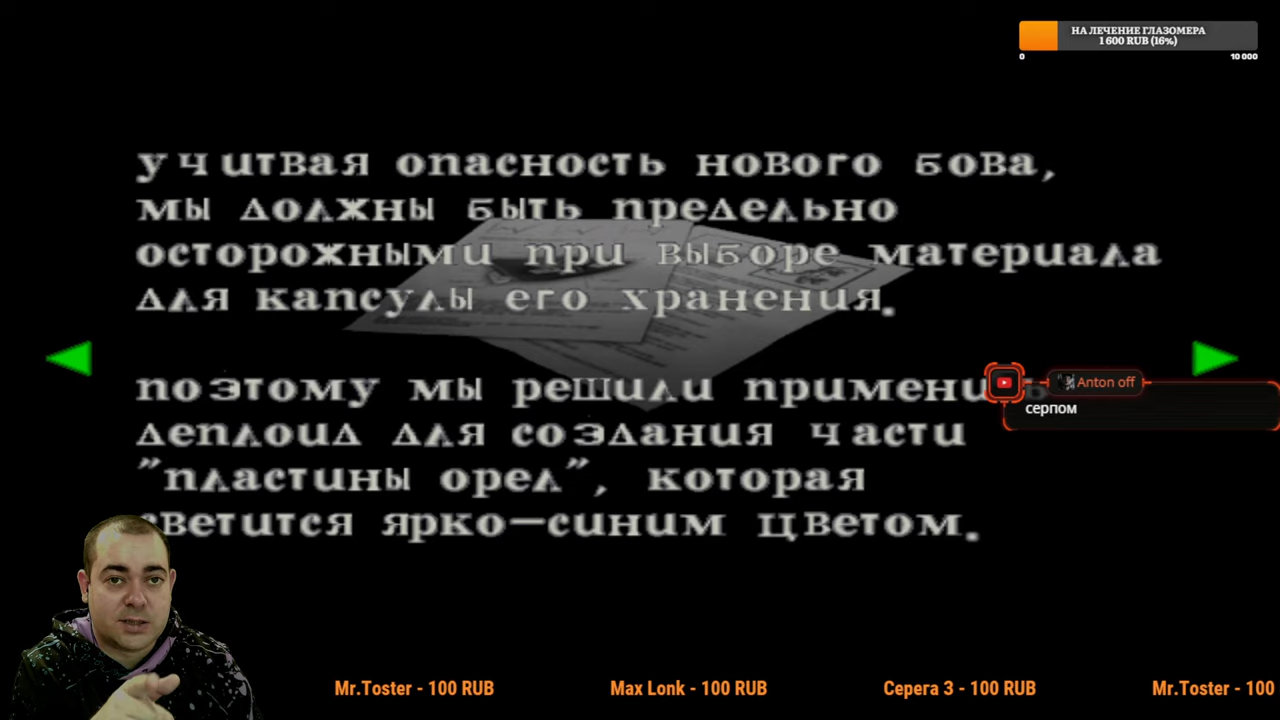 НА ЛЕЧЕНИЕ ГЛАЗОМЕРА
1 600 RUB (16%)
0 10 000
учитвая опасность нового бова,
мы должны быть предельно
осторожными при выборе материала
для капсулы его хранения.
поэтому мы решили
Anton off
серпом
деплоид для создания части
"пластины орел", которая
светится ярко-синим цветом.
Mr.Toster - 100 RUB Max Lonk - 100 RUB Серега 3 - 100 RUB Mr.Toster - 100